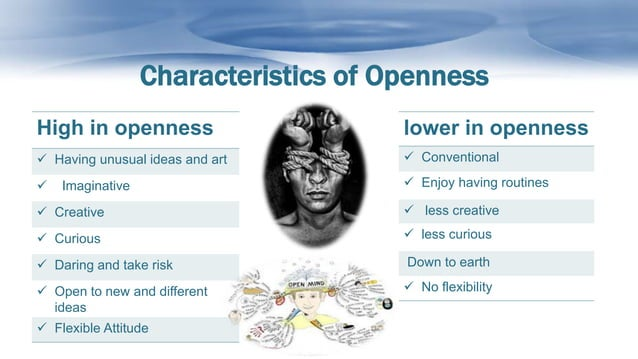 Characteristics of Openness
High in openness
✓ Having unusual ideas and art
✓ Imaginative
✓ Creative
✓ Curious
✓ Daring and take risk
✓ Open to new and different
ideas
✓ Flexible Attitude
lower in openness
✓ Conventional
✓ Enjoy having routines
✓ less creative
✓ less curious
Down to earth
✓ No flexibility
OPEN MIND